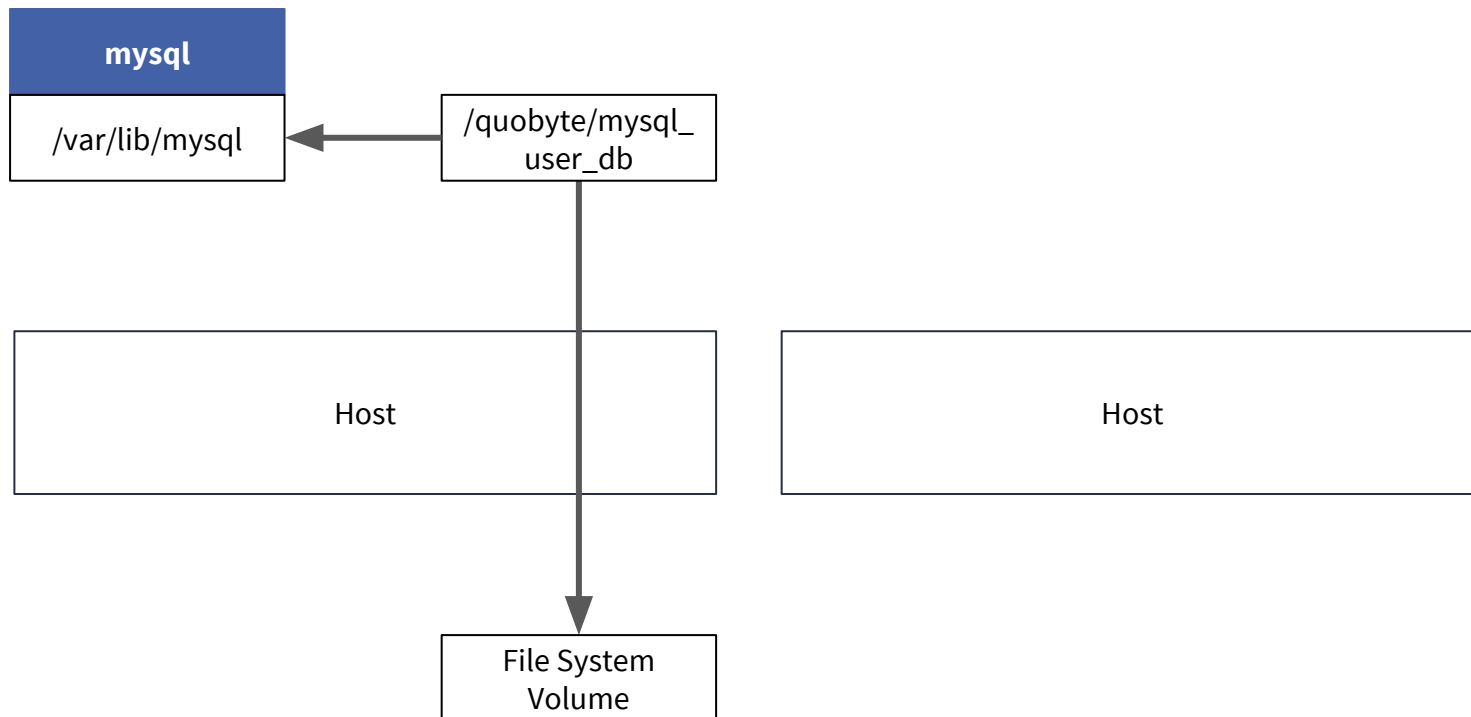 mysql
/var/lib/mysql
/quobyte/mysql_
user_db
Host
Host
File System
Volume